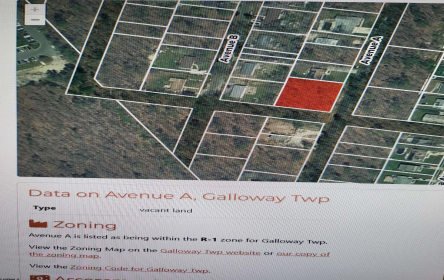 Avenue B
Avenue A
Data on Avenue A, Galloway Twp
Type vacant land
Zoning
Avenue A is listed as being within the R-1 zone for Galloway Twp.
View the Zoning Map on the Galloway Twp website or our copy of
the zoning map.
View the Zoning Code for Galloway Twp.